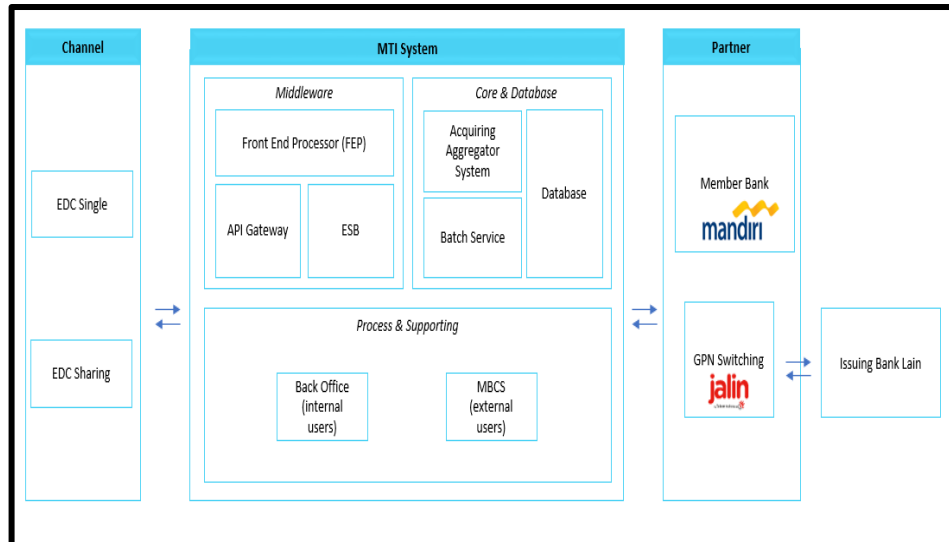 Channel
EDC Single
EDC Sharing
MTI System
Middleware
Front End Processor (FEP)
API Gateway
ESB
Core & Database
Acquiring
Aggregator
System
Batch Service
Database
Process & Supporting
Back Office
(internal
users)
MBCS
(external
users)
Partner
Member Bank
mandiri
GPN Switching
jalin
Issuing Bank Lain